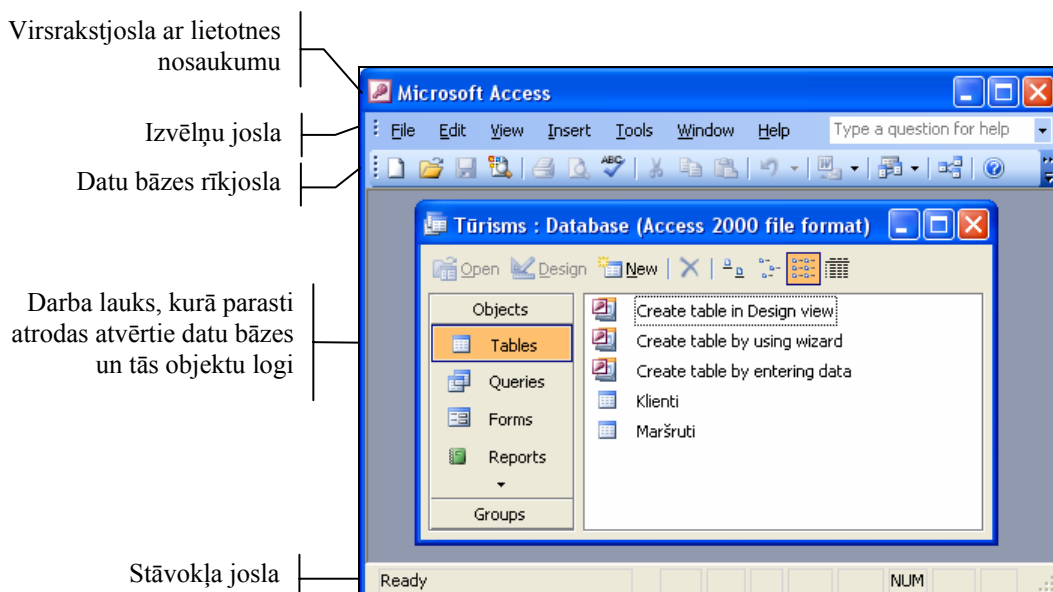 Virsrakstjosla ar lietotnes
nosaukumu
Izvēlņu josla
Datu bāzes rīkjosla
Darba lauks, kurā parasti
atrodas atvērtie datu bāzes
un tās objektu logi
Stāvokļa josla
Microsoft Access
File Edit View Insert Tools Window Help Type a question for help
ABC
W
Tūrisms : Database (Access 2000 file format)
Open Design New
Objects
Tables
Queries
Forms
Reports
Groups
Create table in Design view
Create table by using wizard
Create table by entering data
Klienti
Maršruti
Ready NUM